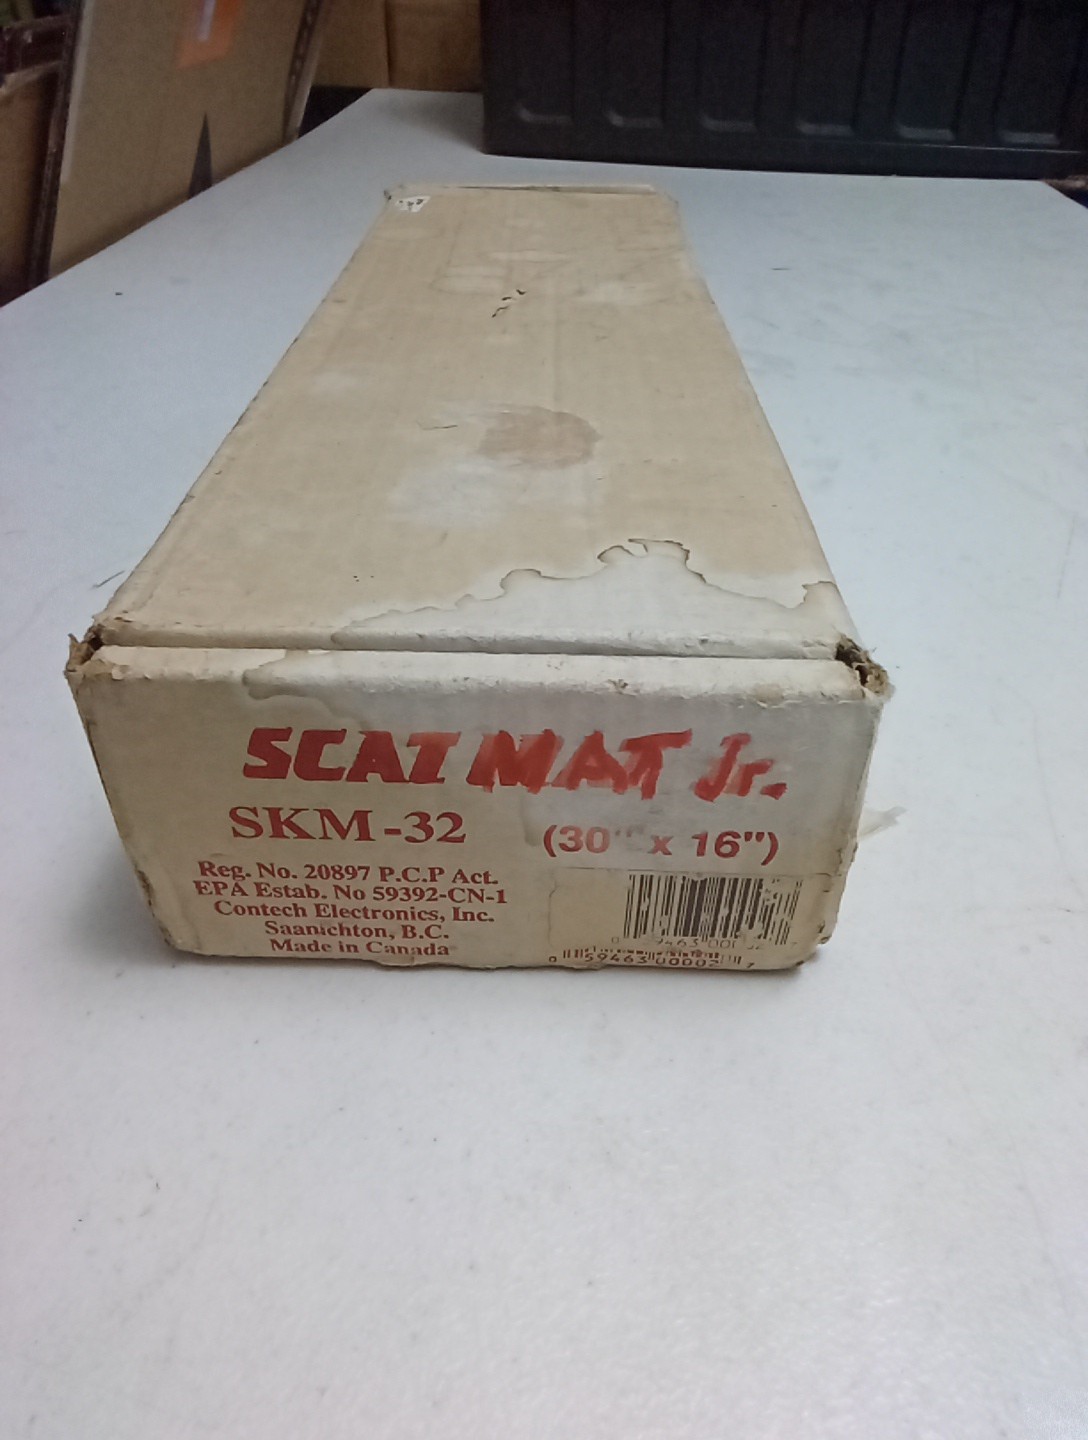 SCAT MAT Jr.
SKM-32
(30" x 16")
Reg. No. 20897 P.C.P Act.
EPA Estab. No 59392-CN-1
Contech Electronics, Inc.
Saanichton, B.C.
Made in Canada